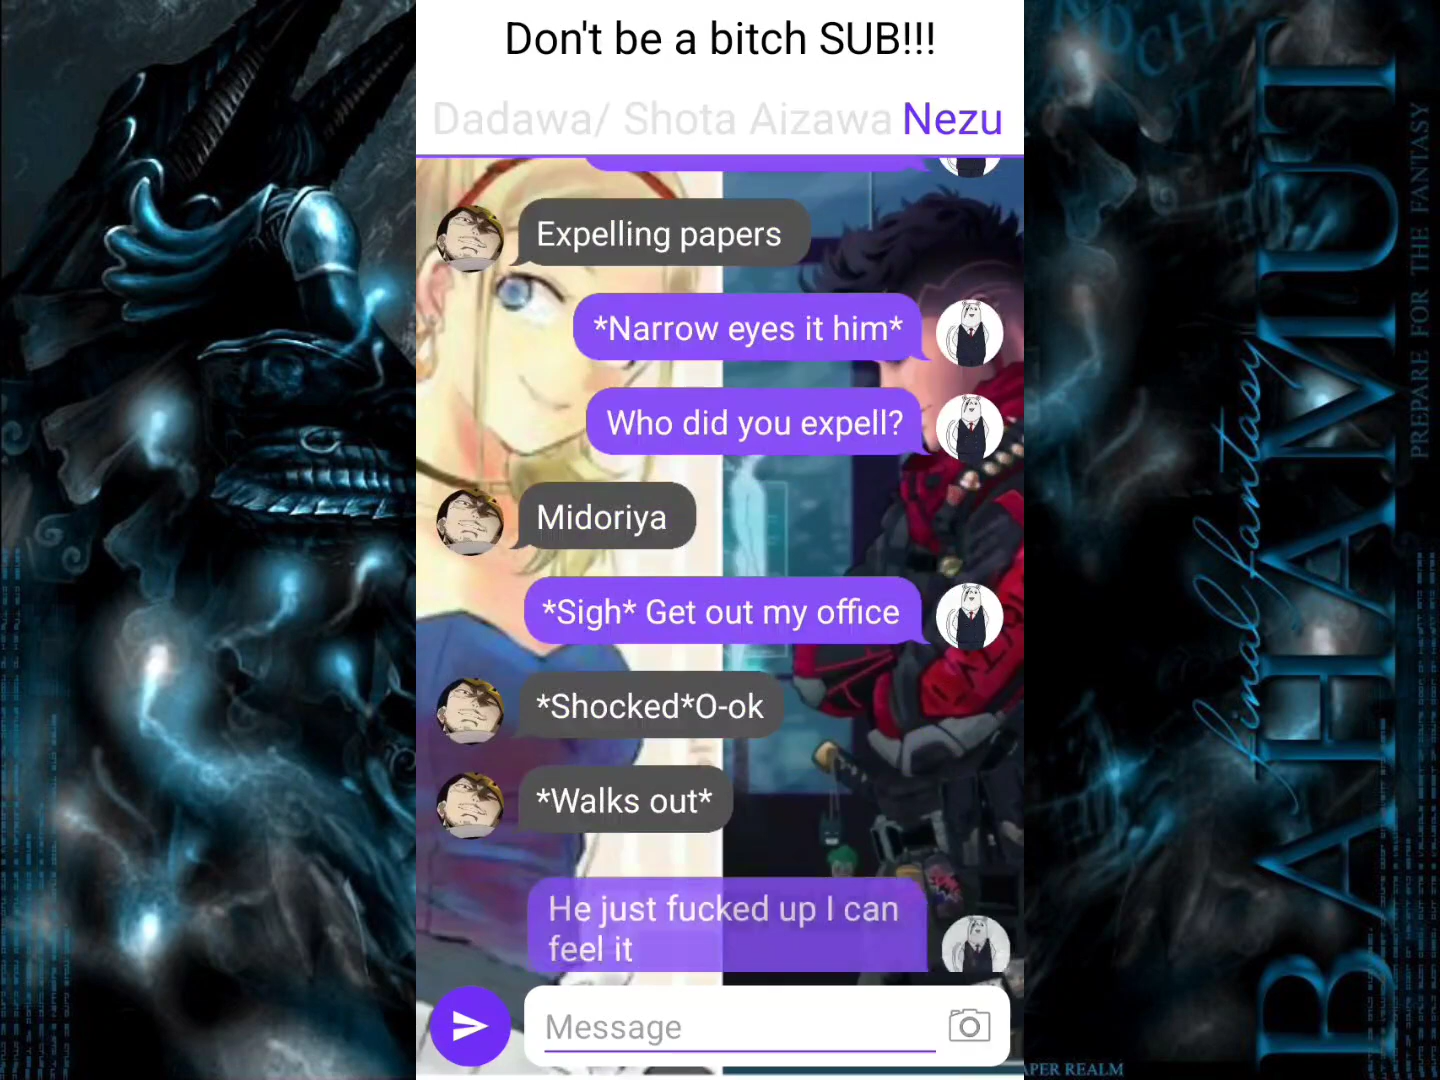 Don't be a bitch SUB!!!
Dadawa/ Shota Aizawa Nezu
Expelling papers
*Narrow eyes it him*
Who did you expell?
Midoriya
*Sigh* Get out my office
*Shocked*O-ok
*Walks out*
He just fucked up I can
feel it
Message
final fantasy
BAHAMUT
PREPARE FOR THE FANTASY
APER REALM